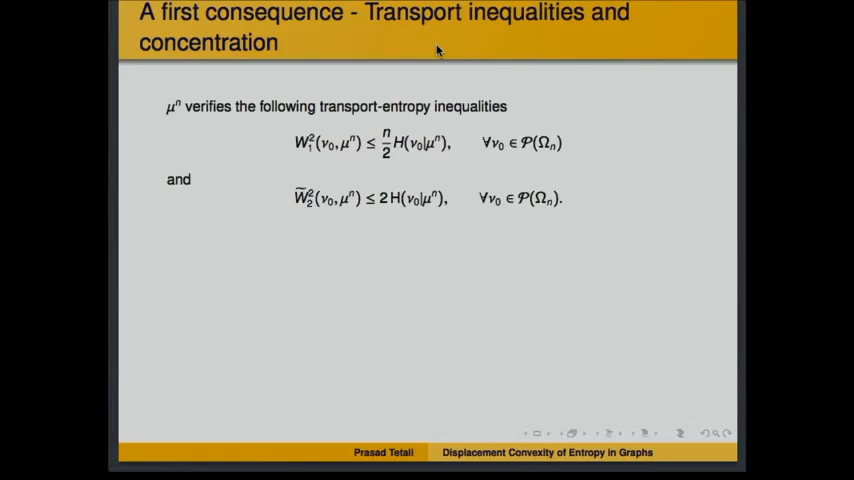 A first consequence - Transport inequalities and
concentration
μⁿ verifies the following transport-entropy inequalities
W₁²(ν₀, μⁿ) ≤ n/2 H(ν₀|μⁿ), ∀ν₀ ∈ 𝒫(Ωₙ)
and
W̃₂²(ν₀, μⁿ) ≤ 2 H(ν₀|μⁿ), ∀ν₀ ∈ 𝒫(Ωₙ).
Prasad Tetali Displacement Convexity of Entropy in Graphs